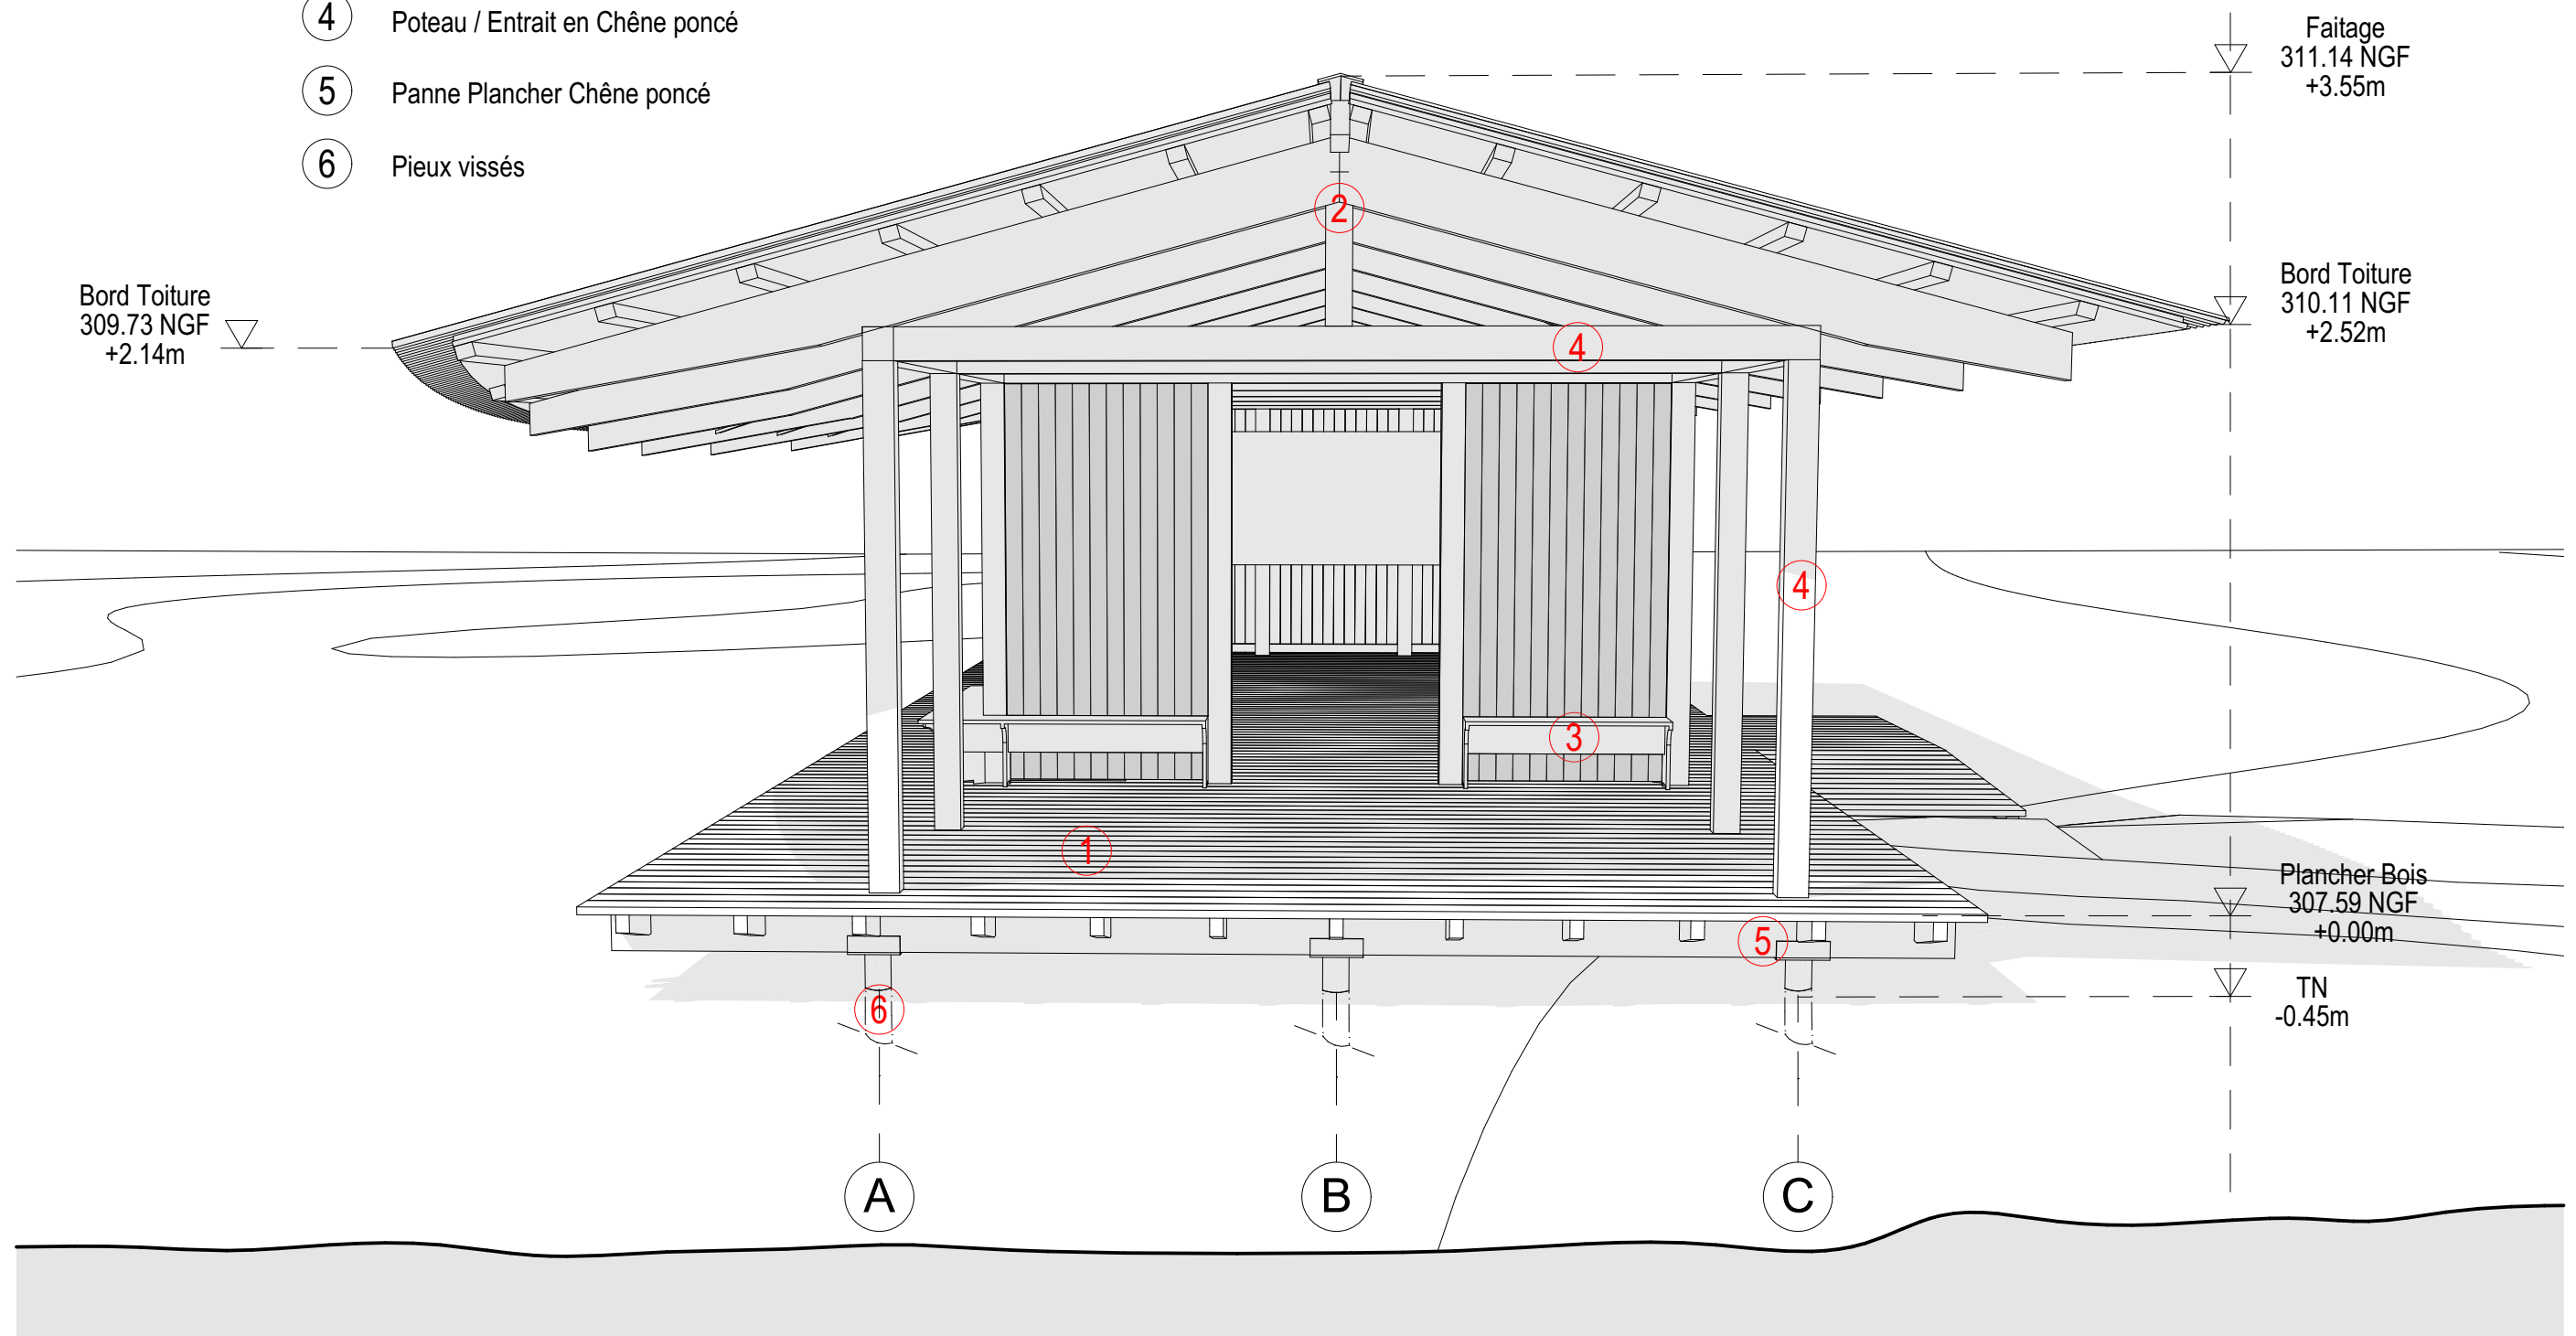 4 Poteau / Entrait en Chêne poncé
5 Panne Plancher Chêne poncé
6 Pieux vissés
Faitage
311.14 NGF
+3.55m
2
Bord Toiture
309.73 NGF
+2.14m
Bord Toiture
310.11 NGF
+2.52m
4
4
3
1
Plancher Bois
307.59 NGF
+0.00m
5
6
TN
-0.45m
A B C